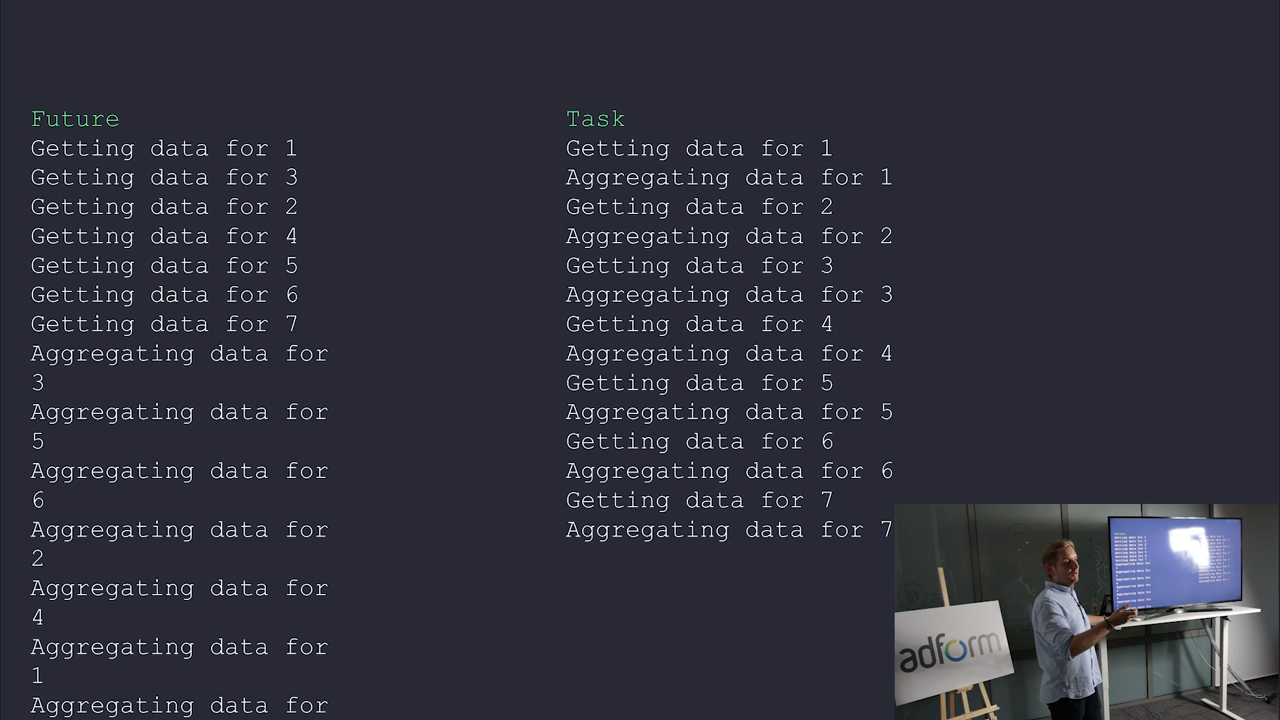 Future
Getting data for 1
Getting data for 3
Getting data for 2
Getting data for 4
Getting data for 5
Getting data for 6
Getting data for 7
Aggregating data for
3
Aggregating data for
5
Aggregating data for
6
Aggregating data for
2
Aggregating data for
4
Aggregating data for
1
Aggregating data for
Task
Getting data for 1
Aggregating data for 1
Getting data for 2
Aggregating data for 2
Getting data for 3
Aggregating data for 3
Getting data for 4
Aggregating data for 4
Getting data for 5
Aggregating data for 5
Getting data for 6
Aggregating data for 6
Getting data for 7
Aggregating data for 7
adform